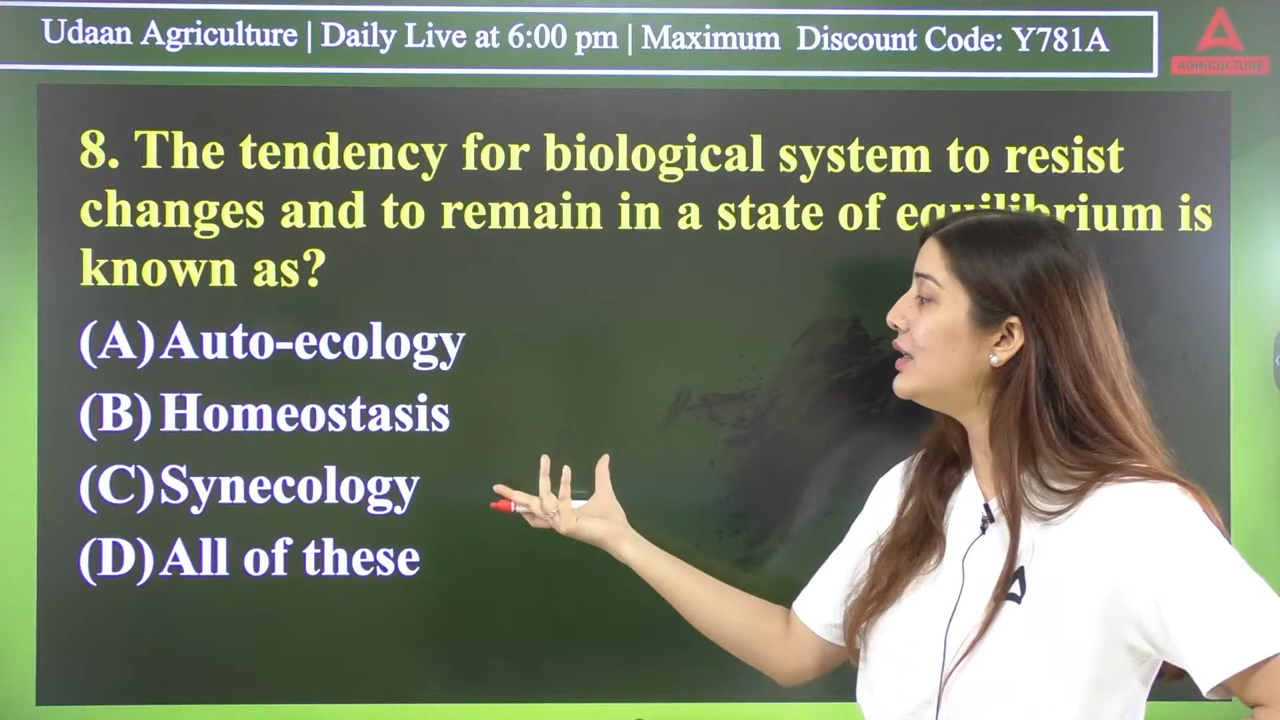 Udaan Agriculture | Daily Live at 6:00 pm | Maximum Discount Code: Y781A
AGRICULTURE
8. The tendency for biological system to resist
changes and to remain in a state of equilibrium is
known as?
(A) Auto-ecology
(B) Homeostasis
(C) Synecology
(D) All of these